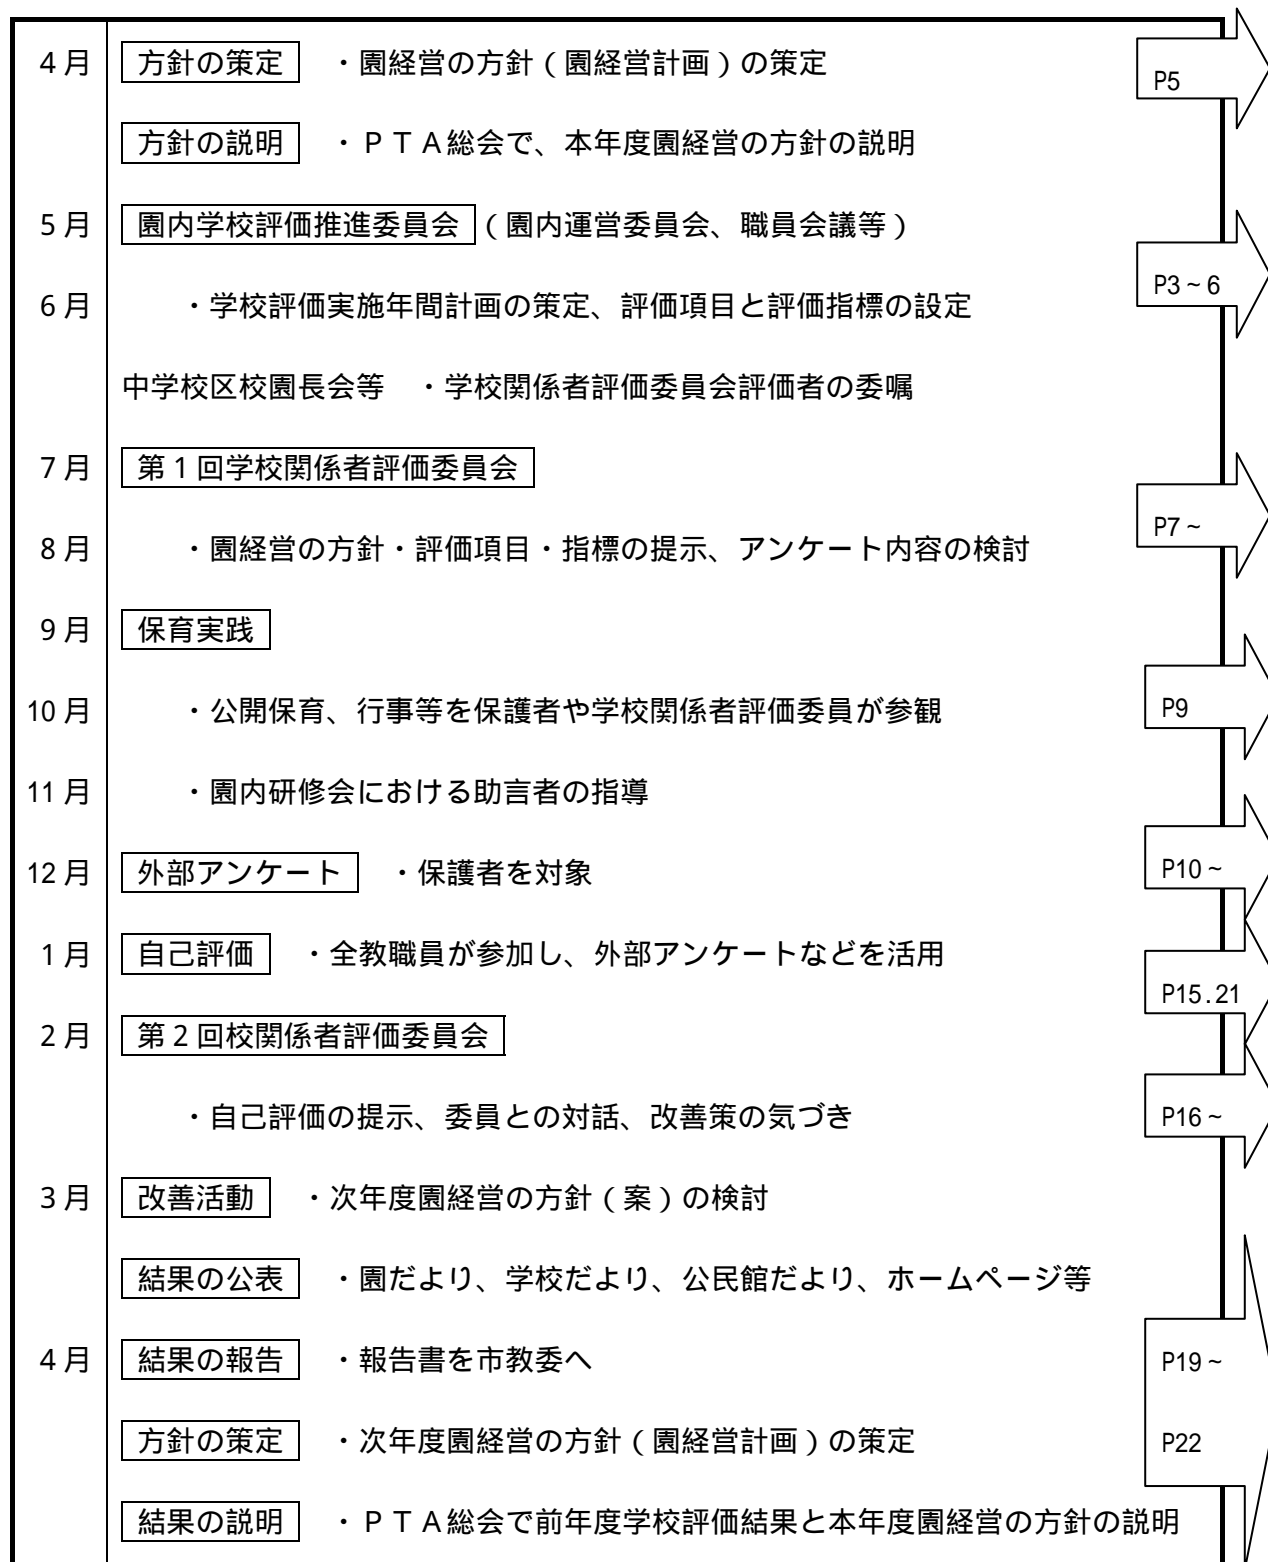 4月 方針の策定 ・園経営の方針(園経営計画)の策定 P5
方針の説明 ・PTA総会で、本年度園経営の方針の説明
5月 園内学校評価推進委員会 (園内運営委員会、職員会議等)
6月 ・学校評価実施年間計画の策定、評価項目と評価指標の設定 P3~6
中学校区校園長会等 ・学校関係者評価委員会評価者の委嘱
7月 第1回学校関係者評価委員会
8月 ・園経営の方針・評価項目・指標の提示、アンケート内容の検討 P7~
9月 保育実践
10月 ・公開保育、行事等を保護者や学校関係者評価委員が参観 P9
11月 ・園内研修会における助言者の指導
12月 外部アンケート ・保護者を対象 P10~
1月 自己評価 ・全教職員が参加し、外部アンケートなどを活用 P15.21
2月 第2回校関係者評価委員会
・自己評価の提示、委員との対話、改善策の気づき P16~
3月 改善活動 ・次年度園経営の方針(案)の検討
結果の公表 ・園だより、学校だより、公民館だより、ホームページ等
4月 結果の報告 ・報告書を市教委へ P19~
方針の策定 ・次年度園経営の方針(園経営計画)の策定 P22
結果の説明 ・PTA総会で前年度学校評価結果と本年度園経営の方針の説明